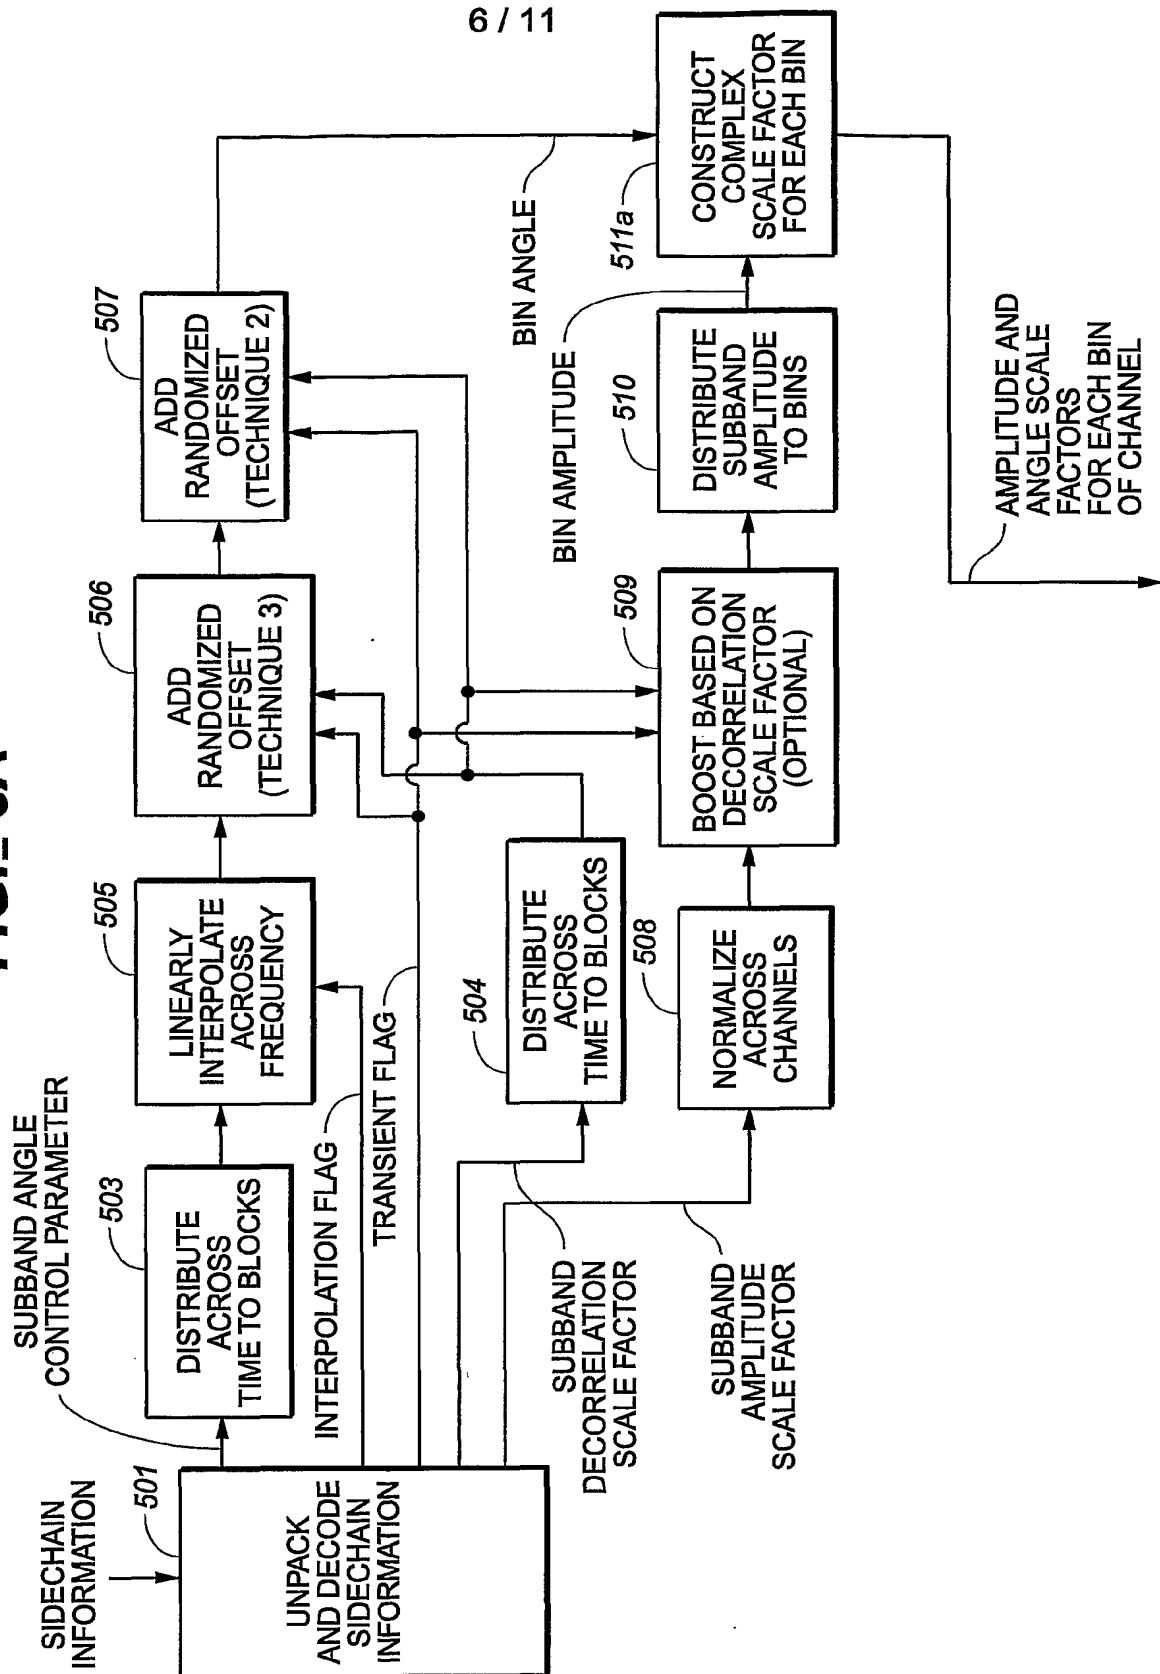 6 / 11
SIDECHAIN
INFORMATION
501
UNPACK
AND DECODE
SIDECHAIN
INFORMATION
SUBBAND ANGLE
CONTROL PARAMETER
503
DISTRIBUTE
ACROSS
TIME TO BLOCKS
505
LINEARLY
INTERPOLATE
ACROSS
FREQUENCY
506
ADD
RANDOMIZED
OFFSET
(TECHNIQUE 3)
507
ADD
RANDOMIZED
OFFSET
(TECHNIQUE 2)
INTERPOLATION FLAG
TRANSIENT FLAG
BIN ANGLE
SUBBAND
DECORRELATION
SCALE FACTOR
504
DISTRIBUTE
ACROSS
TIME TO BLOCKS
SUBBAND
AMPLITUDE
SCALE FACTOR
508
NORMALIZE
ACROSS
CHANNELS
509
BOOST BASED ON
DECORRELATION
SCALE FACTOR
(OPTIONAL)
BIN AMPLITUDE
510
DISTRIBUTE
SUBBAND
AMPLITUDE
TO BINS
511a
CONSTRUCT
COMPLEX
SCALE FACTOR
FOR EACH BIN
AMPLITUDE AND
ANGLE SCALE
FACTORS
FOR EACH BIN
OF CHANNEL